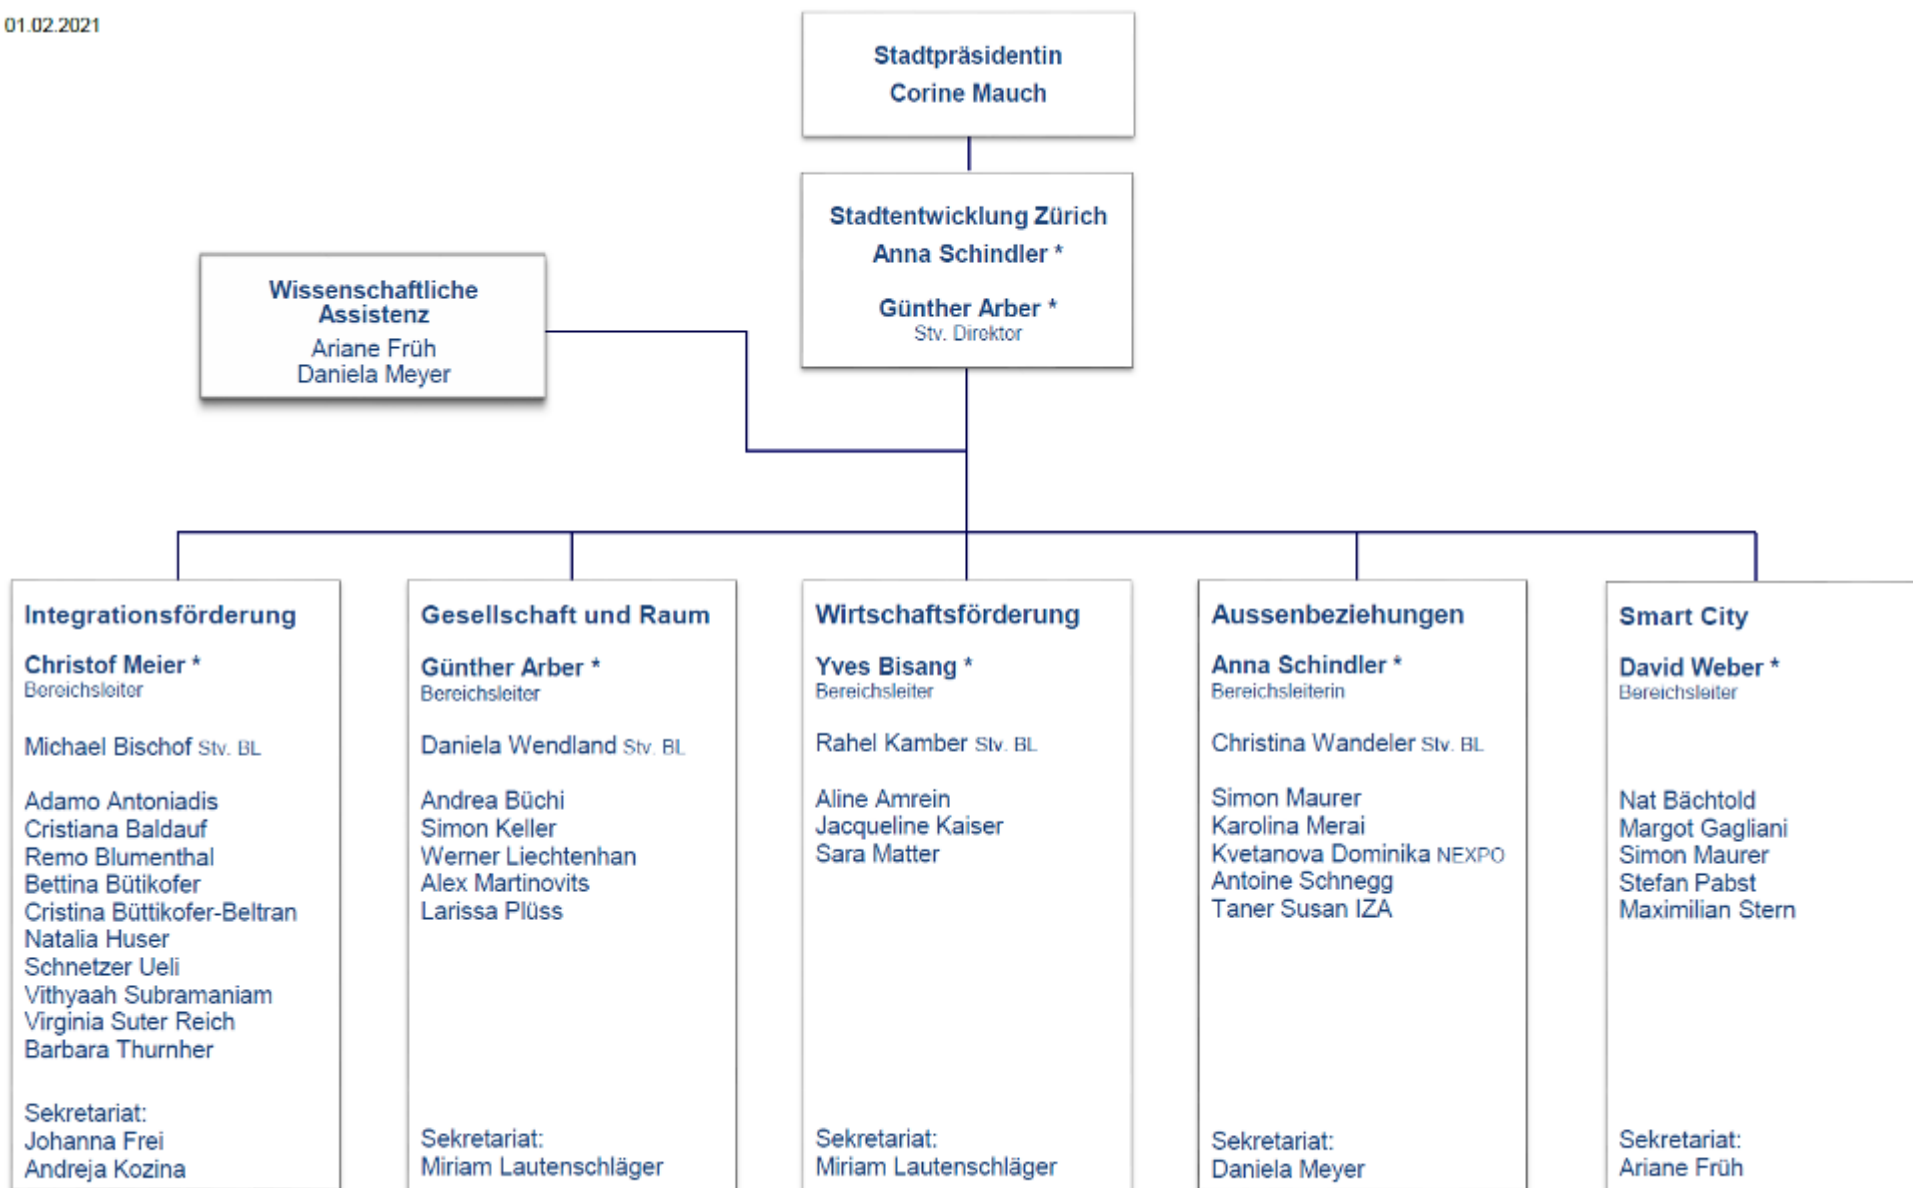 01.02.2021
Stadtpräsidentin
Corine Mauch
Stadtentwicklung Zürich
Anna Schindler *
Günther Arber *
Stv. Direktor
Wissenschaftliche
Assistenz
Ariane Früh
Daniela Meyer
Integrationsförderung
Christof Meier *
Bereichsleiter
Michael Bischof Stv. BL
Adamo Antoniadis
Cristiana Baldauf
Remo Blumenthal
Bettina Bütikofer
Cristina Büttikofer-Beltran
Natalia Huser
Schnetzer Ueli
Vithyaah Subramaniam
Virginia Suter Reich
Barbara Thurnher
Sekretariat:
Johanna Frei
Andreja Kozina
Gesellschaft und Raum
Günther Arber *
Bereichsleiter
Daniela Wendland Stv. BL
Andrea Büchi
Simon Keller
Werner Liechtenhan
Alex Martinovits
Larissa Plüss
Sekretariat:
Miriam Lautenschläger
Wirtschaftsförderung
Yves Bisang *
Bereichsleiter
Rahel Kamber Stv. BL
Aline Amrein
Jacqueline Kaiser
Sara Matter
Sekretariat:
Miriam Lautenschläger
Aussenbeziehungen
Anna Schindler *
Bereichsleiterin
Christina Wandeler Stv. BL
Simon Maurer
Karolina Merai
Kvetanova Dominika NEXPO
Antoine Schnegg
Taner Susan IZA
Sekretariat:
Daniela Meyer
Smart City
David Weber *
Bereichsleiter
Nat Bächtold
Margot Gagliani
Simon Maurer
Stefan Pabst
Maximilian Stern
Sekretariat:
Ariane Früh